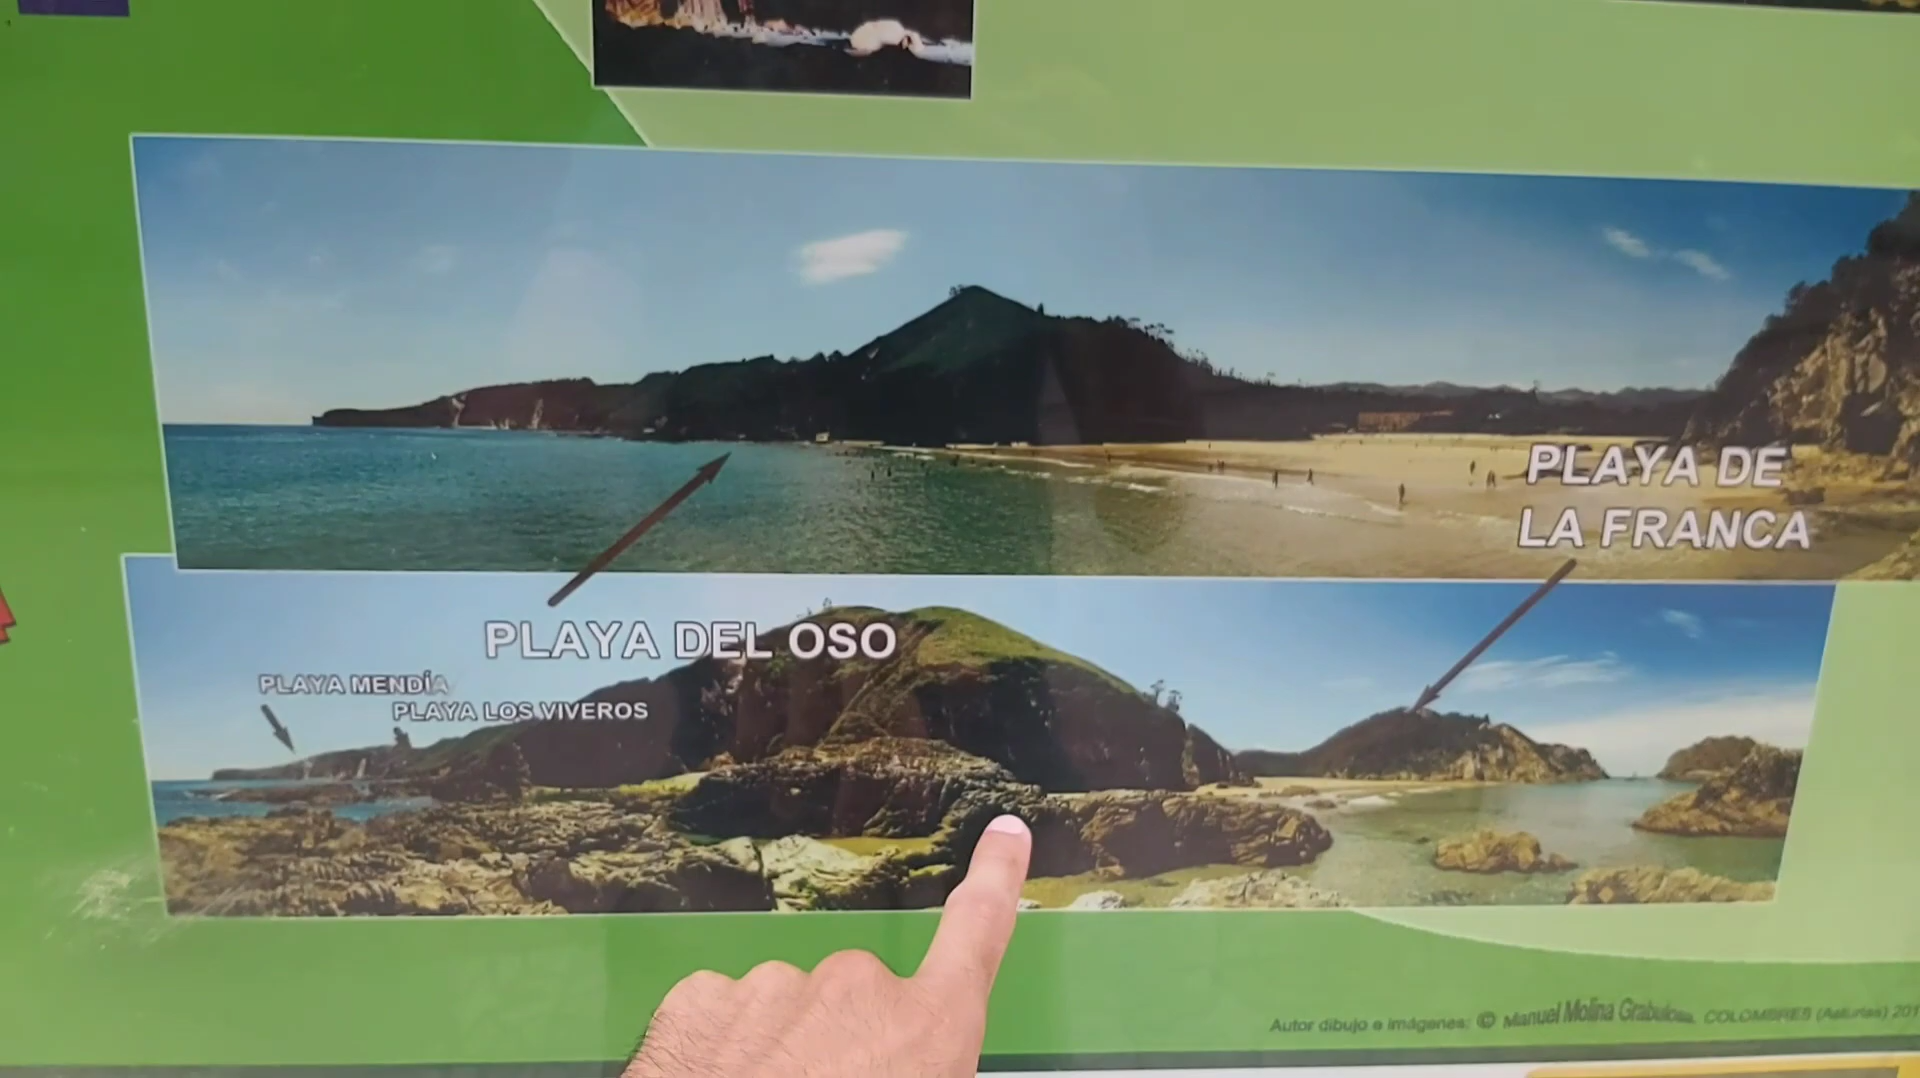 PLAYA DE
LA FRANCA
PLAYA DEL OSO
PLAYA MENDÍA
PLAYA LOS VIVEROS
Autor dibujo e imágenes: © Manuel Molina Grabulosa. COLOMBRES (Asturias) 201